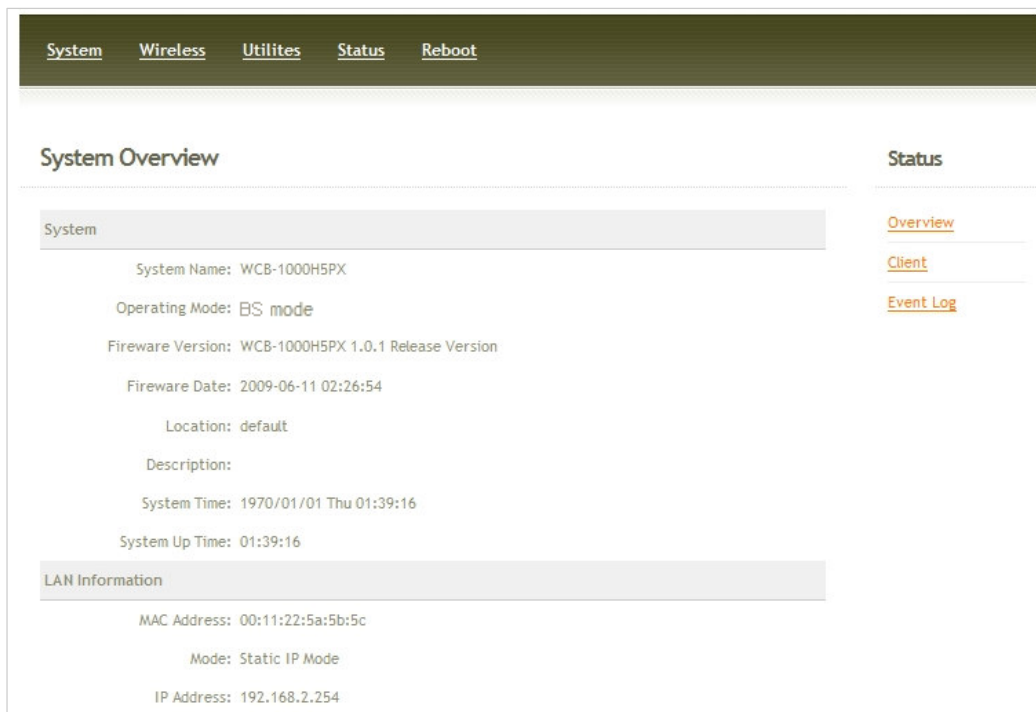 System Wireless Utilites Status Reboot
System Overview
System
System Name: WCB-1000H5PX
Operating Mode: BS mode
Fireware Version: WCB-1000H5PX 1.0.1 Release Version
Fireware Date: 2009-06-11 02:26:54
Location: default
Description:
System Time: 1970/01/01 Thu 01:39:16
System Up Time: 01:39:16
LAN Information
MAC Address: 00:11:22:5a:5b:5c
Mode: Static IP Mode
IP Address: 192.168.2.254
Status
Overview
Client
Event Log